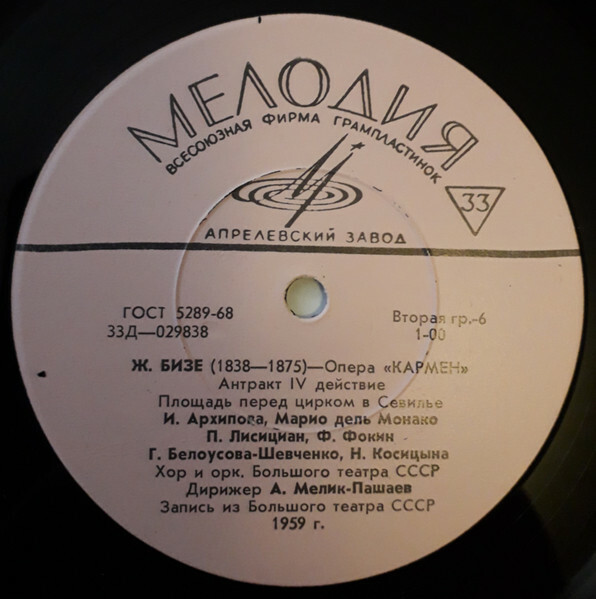 МЕЛОДИЯ
ВСЕСОЮЗНАЯ ФИРМА ГРАМПЛАСТИНОК
33
АПРЕЛЕВСКИЙ ЗАВОД
ГОСТ 5289-68
Вторая гр.-6
33Д—029838
1-00
Ж. БИЗЕ (1838—1875)—Опера «КАРМЕН»
Антракт IV действие
Площадь перед цирком в Севилье
И. Архипова, Марио дель Монако
П. Лисициан, Ф. Фокин
Г. Белоусова-Шевченко, Н. Косицына
Хор и орк. Большого театра СССР
Дирижер А. Мелик-Пашаев
Запись из Большого театра СССР
1959 г.